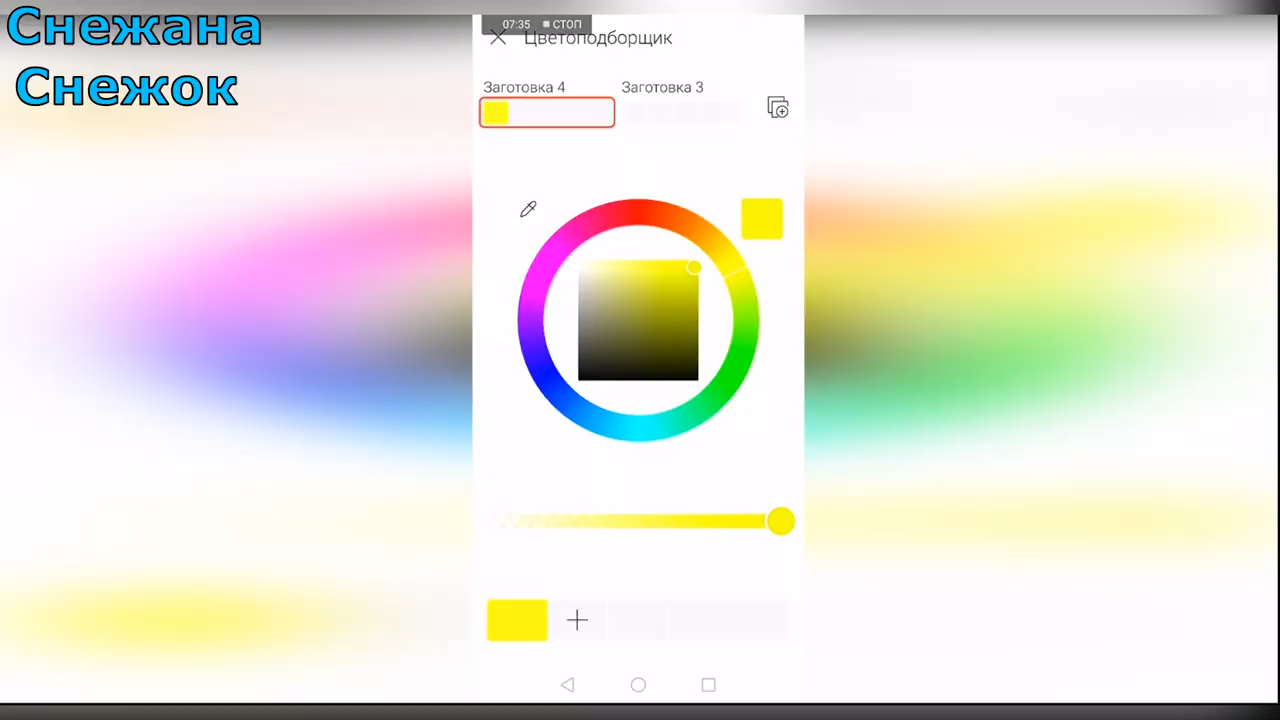 Снежана
Снежок
07:35 СТОП
Цветоподборщик
Заготовка 4
Заготовка 3